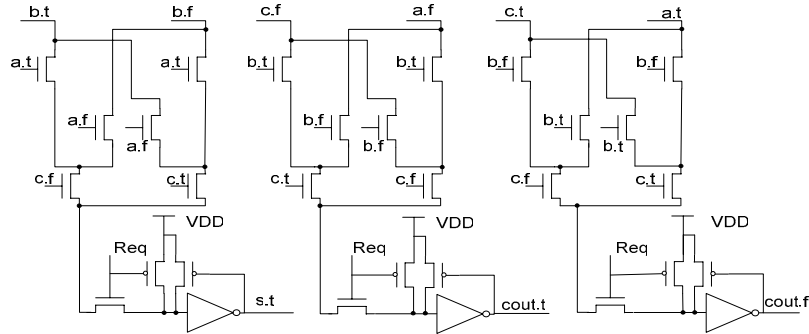 b.t b.f c.f a.f c.t a.t
a.t a.t b.t b.t b.f b.f
a.f a.f b.f b.f b.t b.t
c.f c.t c.t c.f c.f c.t
VDD VDD VDD
Req Req Req
s.t cout.t cout.f